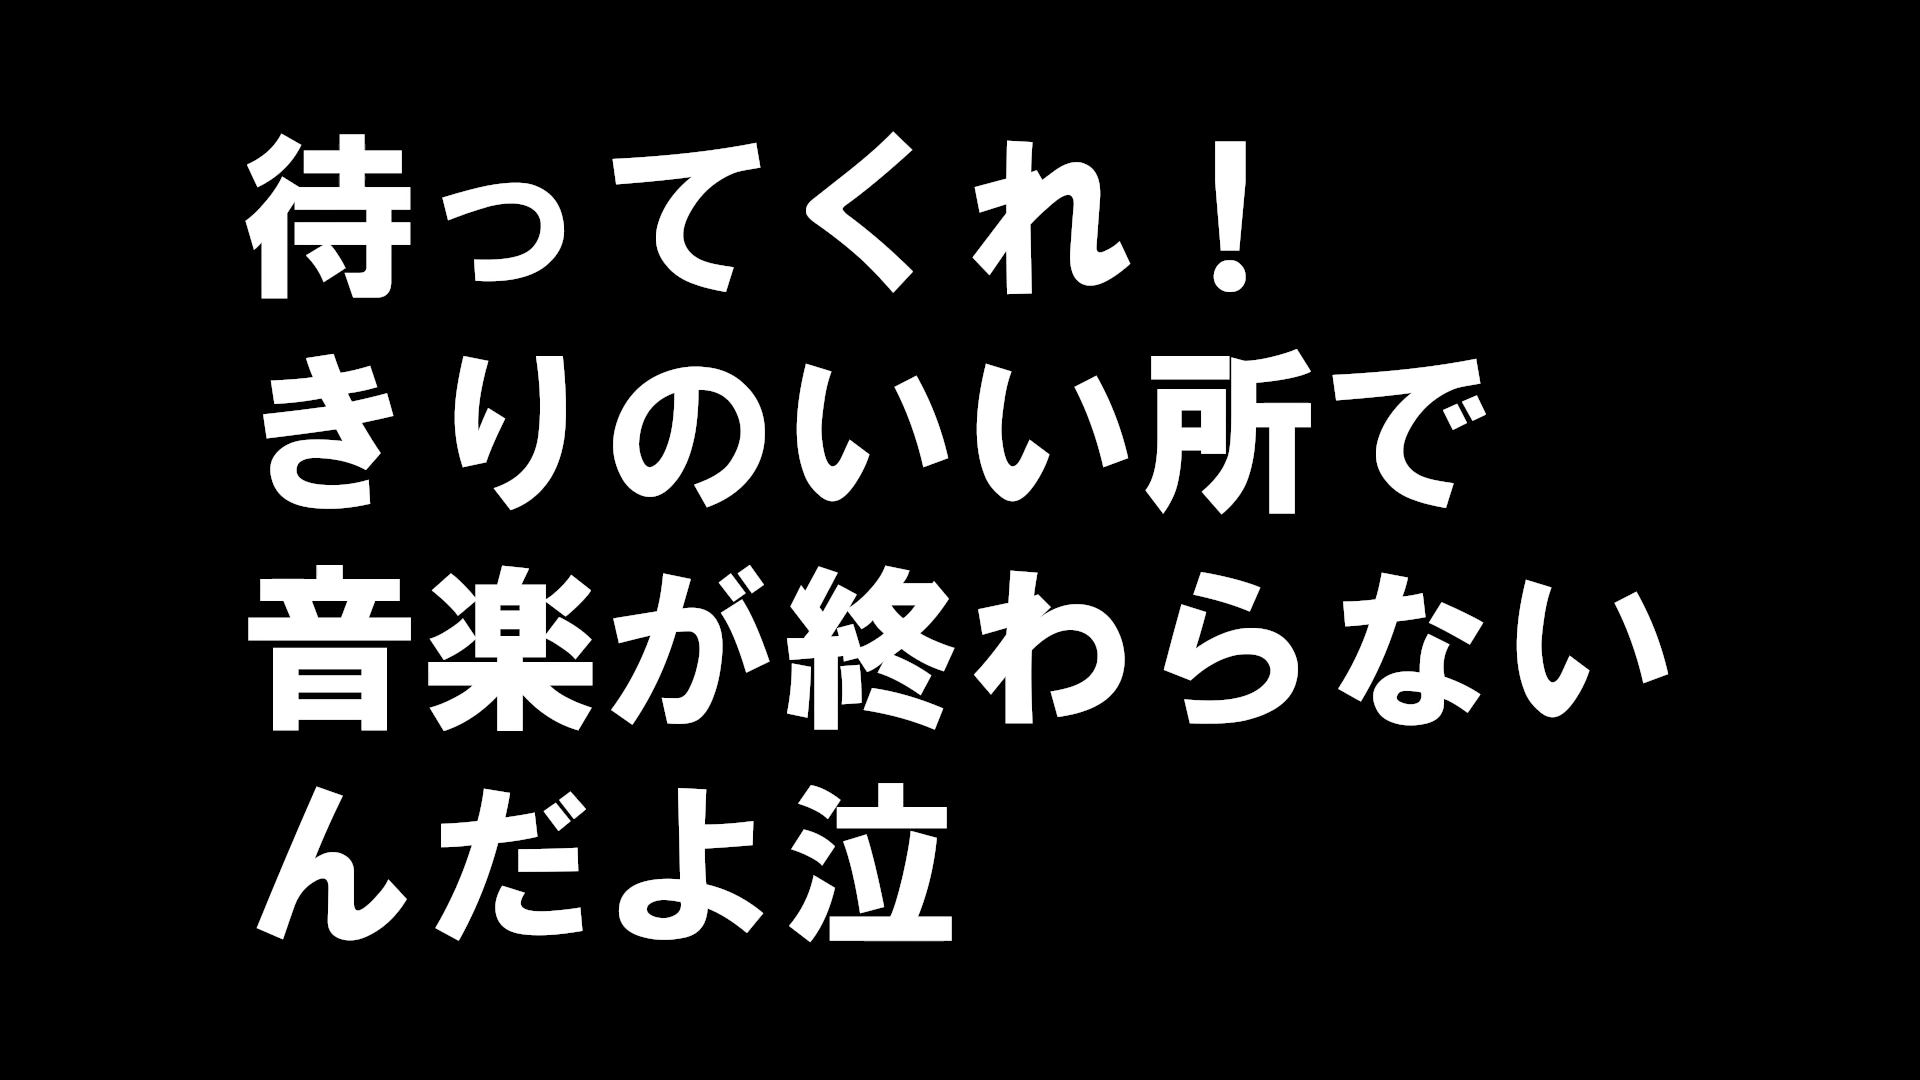 待ってくれ！
きりのいい所で
音楽が終わらない
んだよ泣